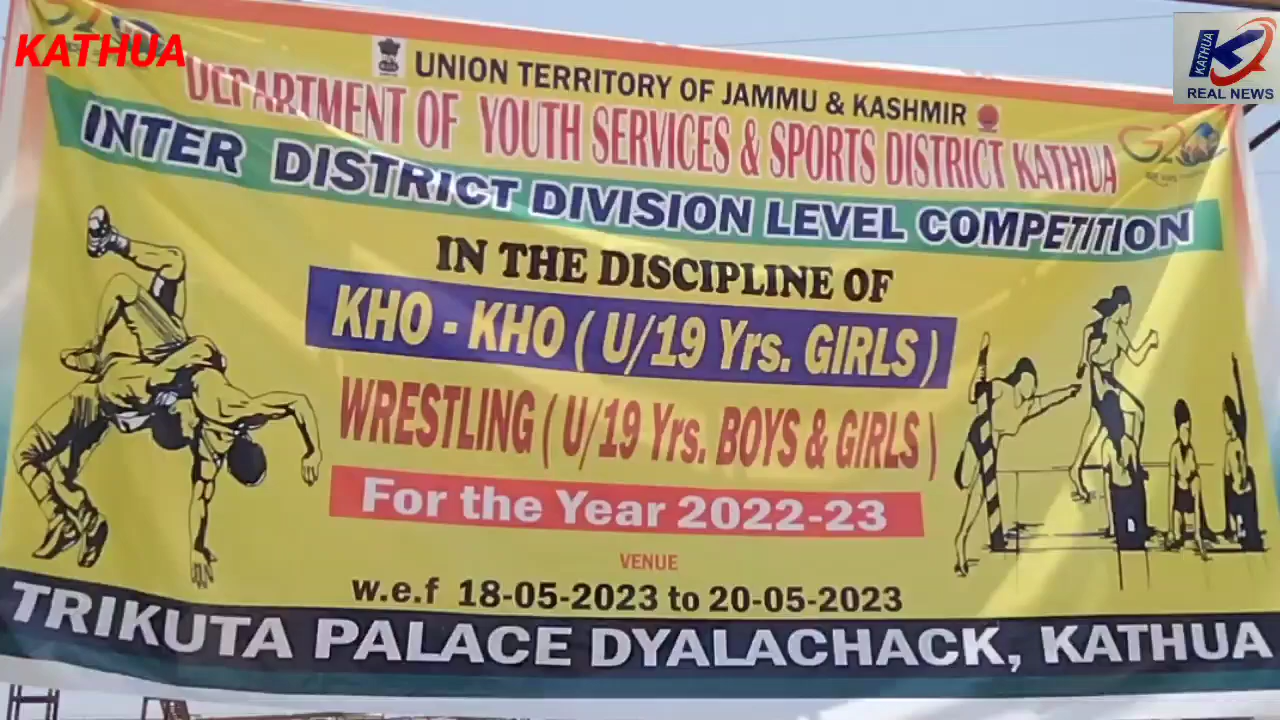 KATHUA
KATHUA
REAL NEWS
UNION TERRITORY OF JAMMU & KASHMIR
DEPARTMENT OF YOUTH SERVICES & SPORTS DISTRICT KATHUA
G20
INTER DISTRICT DIVISION LEVEL COMPETITION
IN THE DISCIPLINE OF
KHO - KHO ( U/19 Yrs. GIRLS )
WRESTLING ( U/19 Yrs. BOYS & GIRLS )
For the Year 2022-23
VENUE
w.e.f 18-05-2023 to 20-05-2023
TRIKUTA PALACE DYALACHACK, KATHUA